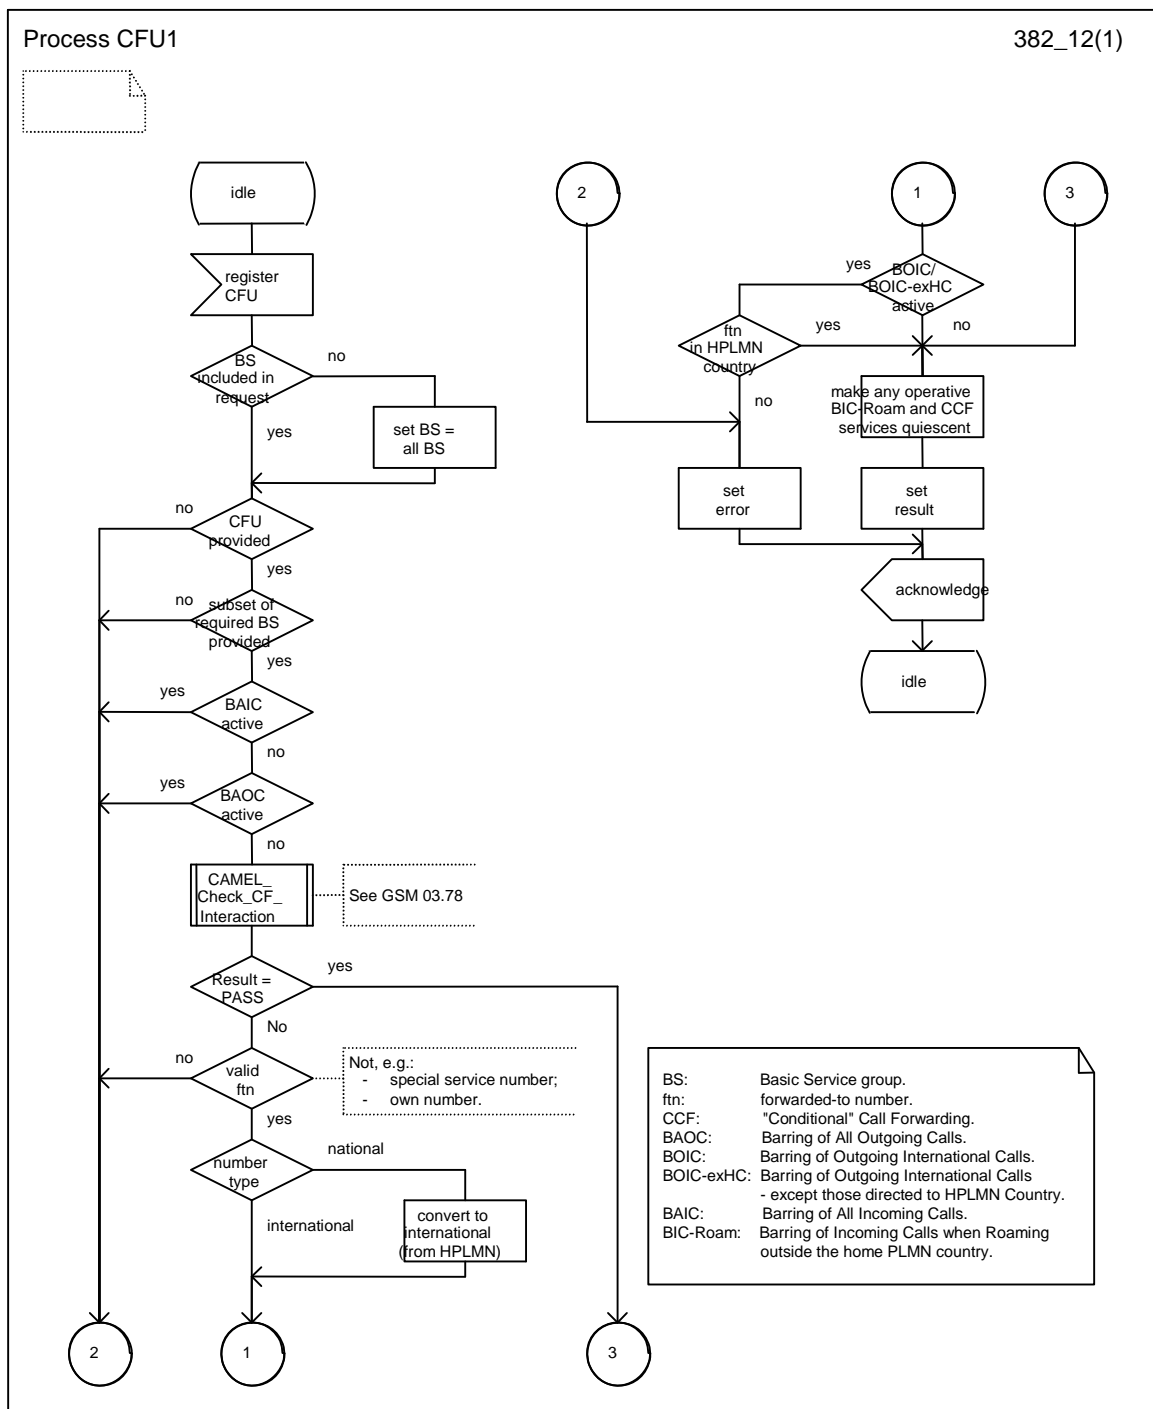 Process CFU1
382_12(1)
idle
register
CFU
BS
included in
request
no
yes
set BS =
all BS
no
CFU
provided
yes
no
subset of
required BS
provided
yes
yes
BAIC
active
no
yes
BAOC
active
no
CAMEL_
Check_CF_
Interaction
See GSM 03.78
Result =
PASS
yes
No
no
valid
ftn
yes
Not, e.g.:
- special service number;
- own number.
number
type
national
international
convert to
international
(from HPLMN)
2
1
3
2
1
3
yes
BOIC/
BOIC-exHC
active
no
ftn
in HPLMN
country
yes
no
make any operative
BIC-Roam and CCF
services quiescent
set
error
set
result
acknowledge
idle
BS: Basic Service group.
ftn: forwarded-to number.
CCF: "Conditional" Call Forwarding.
BAOC: Barring of All Outgoing Calls.
BOIC: Barring of Outgoing International Calls.
BOIC-exHC: Barring of Outgoing International Calls
- except those directed to HPLMN Country.
BAIC: Barring of All Incoming Calls.
BIC-Roam: Barring of Incoming Calls when Roaming
outside the home PLMN country.